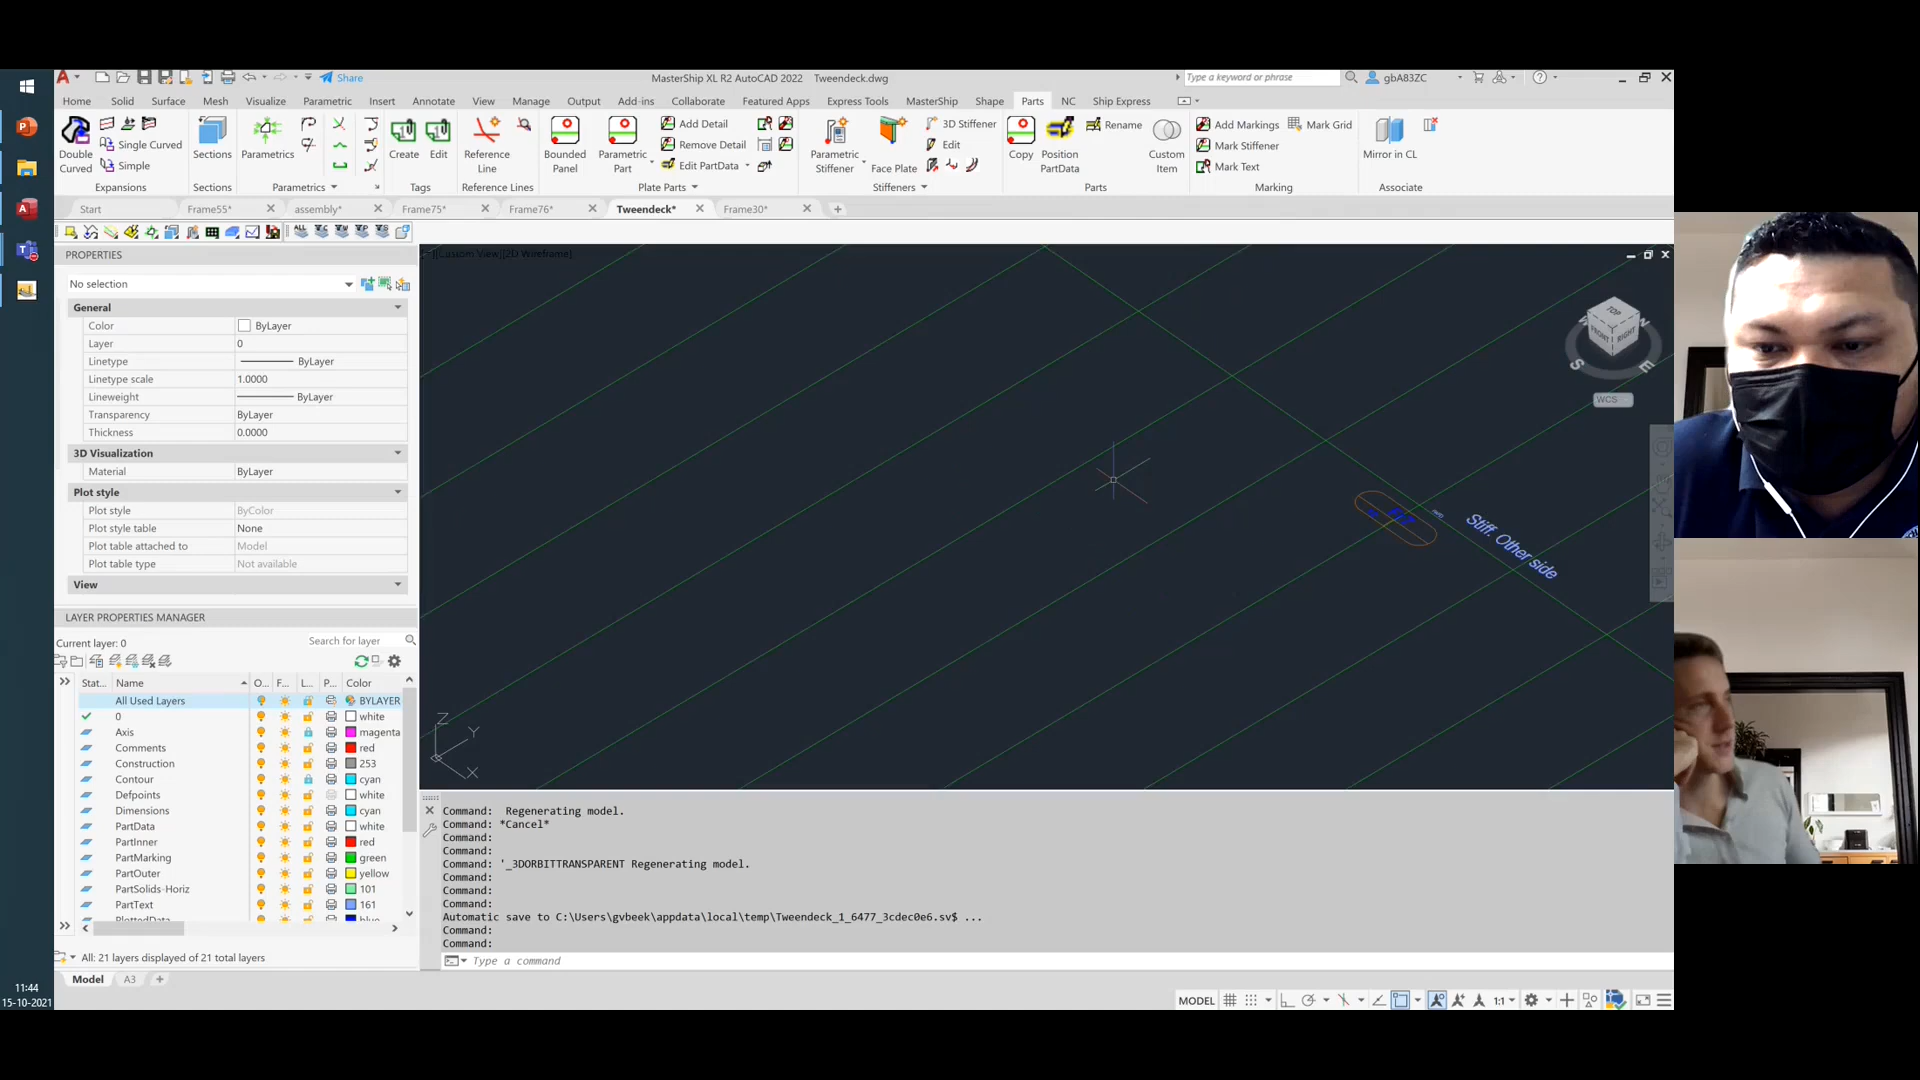 Share
MasterShip XL R2 AutoCAD 2022 Tweendeck.dwg
Type a keyword or phrase
gbA83ZC
Home Solid Surface Mesh Visualize Parametric Insert Annotate View Manage Output Add-ins Collaborate Featured Apps Express Tools MasterShip Shape Parts NC Ship Express
Double Curved
Single Curved
Simple
Sections
Parametrics
Create
Edit
Reference Line
Bounded Panel
Parametric Part
Add Detail
Remove Detail
Edit PartData
Parametric Stiffener
Face Plate
3D Stiffener
Edit
Copy
Position PartData
Rename
Custom Item
Add Markings
Mark Grid
Mark Stiffener
Mark Text
Mirror in CL
Expansions Sections Parametrics Tags Reference Lines Plate Parts Stiffeners Parts Marking Associate
Start Frame55* assembly* Frame75* Frame76* Tweendeck* Frame30*
ALL
PROPERTIES
[Custom View][2D Wireframe]
No selection
General
Color ByLayer
Layer 0
Linetype ByLayer
Linetype scale 1.0000
Lineweight ByLayer
Transparency ByLayer
Thickness 0.0000
3D Visualization
Material ByLayer
Plot style
Plot style ByColor
Plot style table None
Plot table attached to Model
Plot table type Not available
View
TOP
FRONT
RIGHT
W
N
S
E
WCS
Stiff. Other side
Z
Y
X
LAYER PROPERTIES MANAGER
Current layer: 0
Search for layer
Stat... Name O... F... L... P... Color
All Used Layers BYLAYER
0 white
Axis magenta
Comments red
Construction 253
Contour cyan
Defpoints white
Dimensions cyan
PartData white
PartInner red
PartMarking green
PartOuter yellow
PartSolids-Horiz 101
PartText 161
PlottedData blue
All: 21 layers displayed of 21 total layers
Command: Regenerating model.
Command: *Cancel*
Command:
Command:
Command: '_3DORBITTRANSPARENT Regenerating model.
Command:
Command:
Command:
Automatic save to C:\Users\gvbeek\appdata\local\temp\Tweendeck_1_6477_3cdec0e6.sv$ ...
Command:
Command:
Type a command
Model A3
MODEL
1:1
11:44
15-10-2021